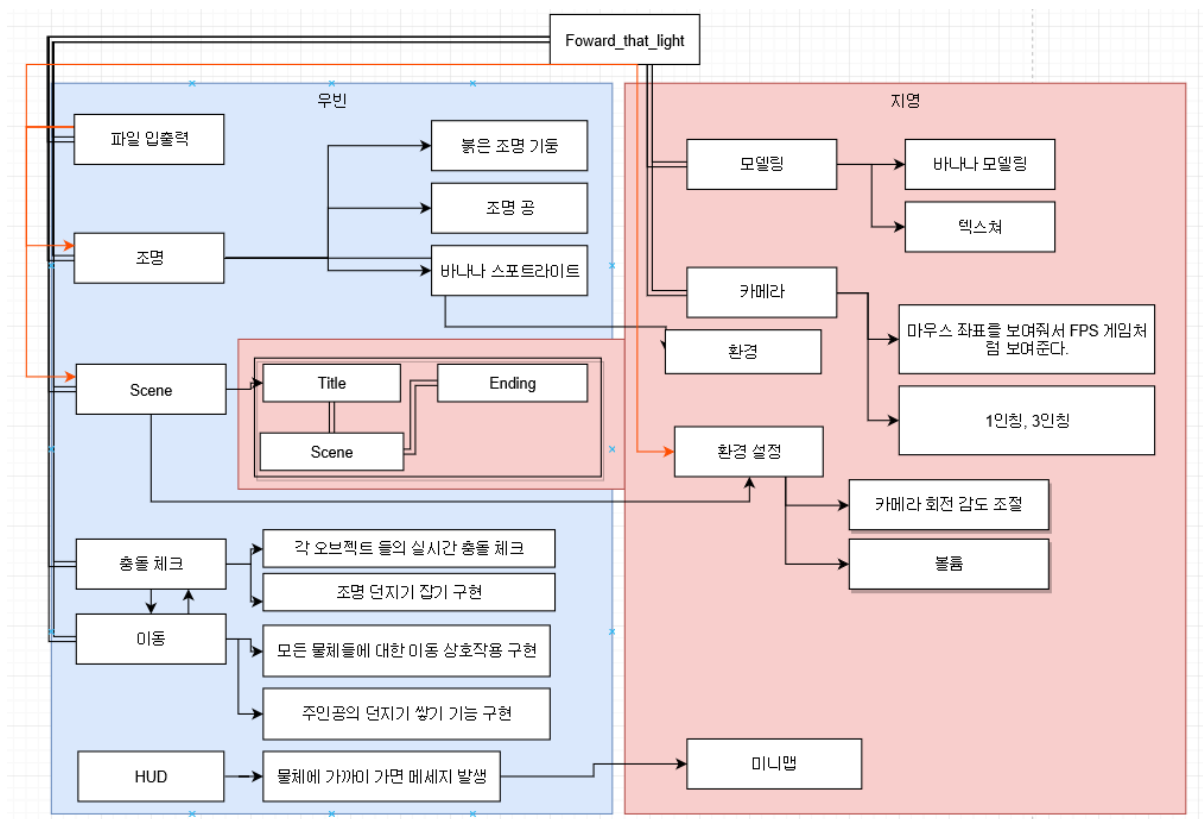 Foward_that_light
우빈
파일 입출력
붉은 조명 기둥
조명 공
조명
바나나 스포트라이트
Scene
Title
Ending
Scene
충돌 체크
각 오브젝트 들의 실시간 충돌 체크
조명 던지기 잡기 구현
이동
모든 물체들에 대한 이동 상호작용 구현
주인공의 던지기 쌓기 기능 구현
HUD
물체에 가까이 가면 메세지 발생
지영
모델링
바나나 모델링
텍스쳐
카메라
마우스 좌표를 보여줘서 FPS 게임처
럼 보여준다.
환경
1인칭, 3인칭
환경 설정
카메라 회전 감도 조절
볼륨
미니맵